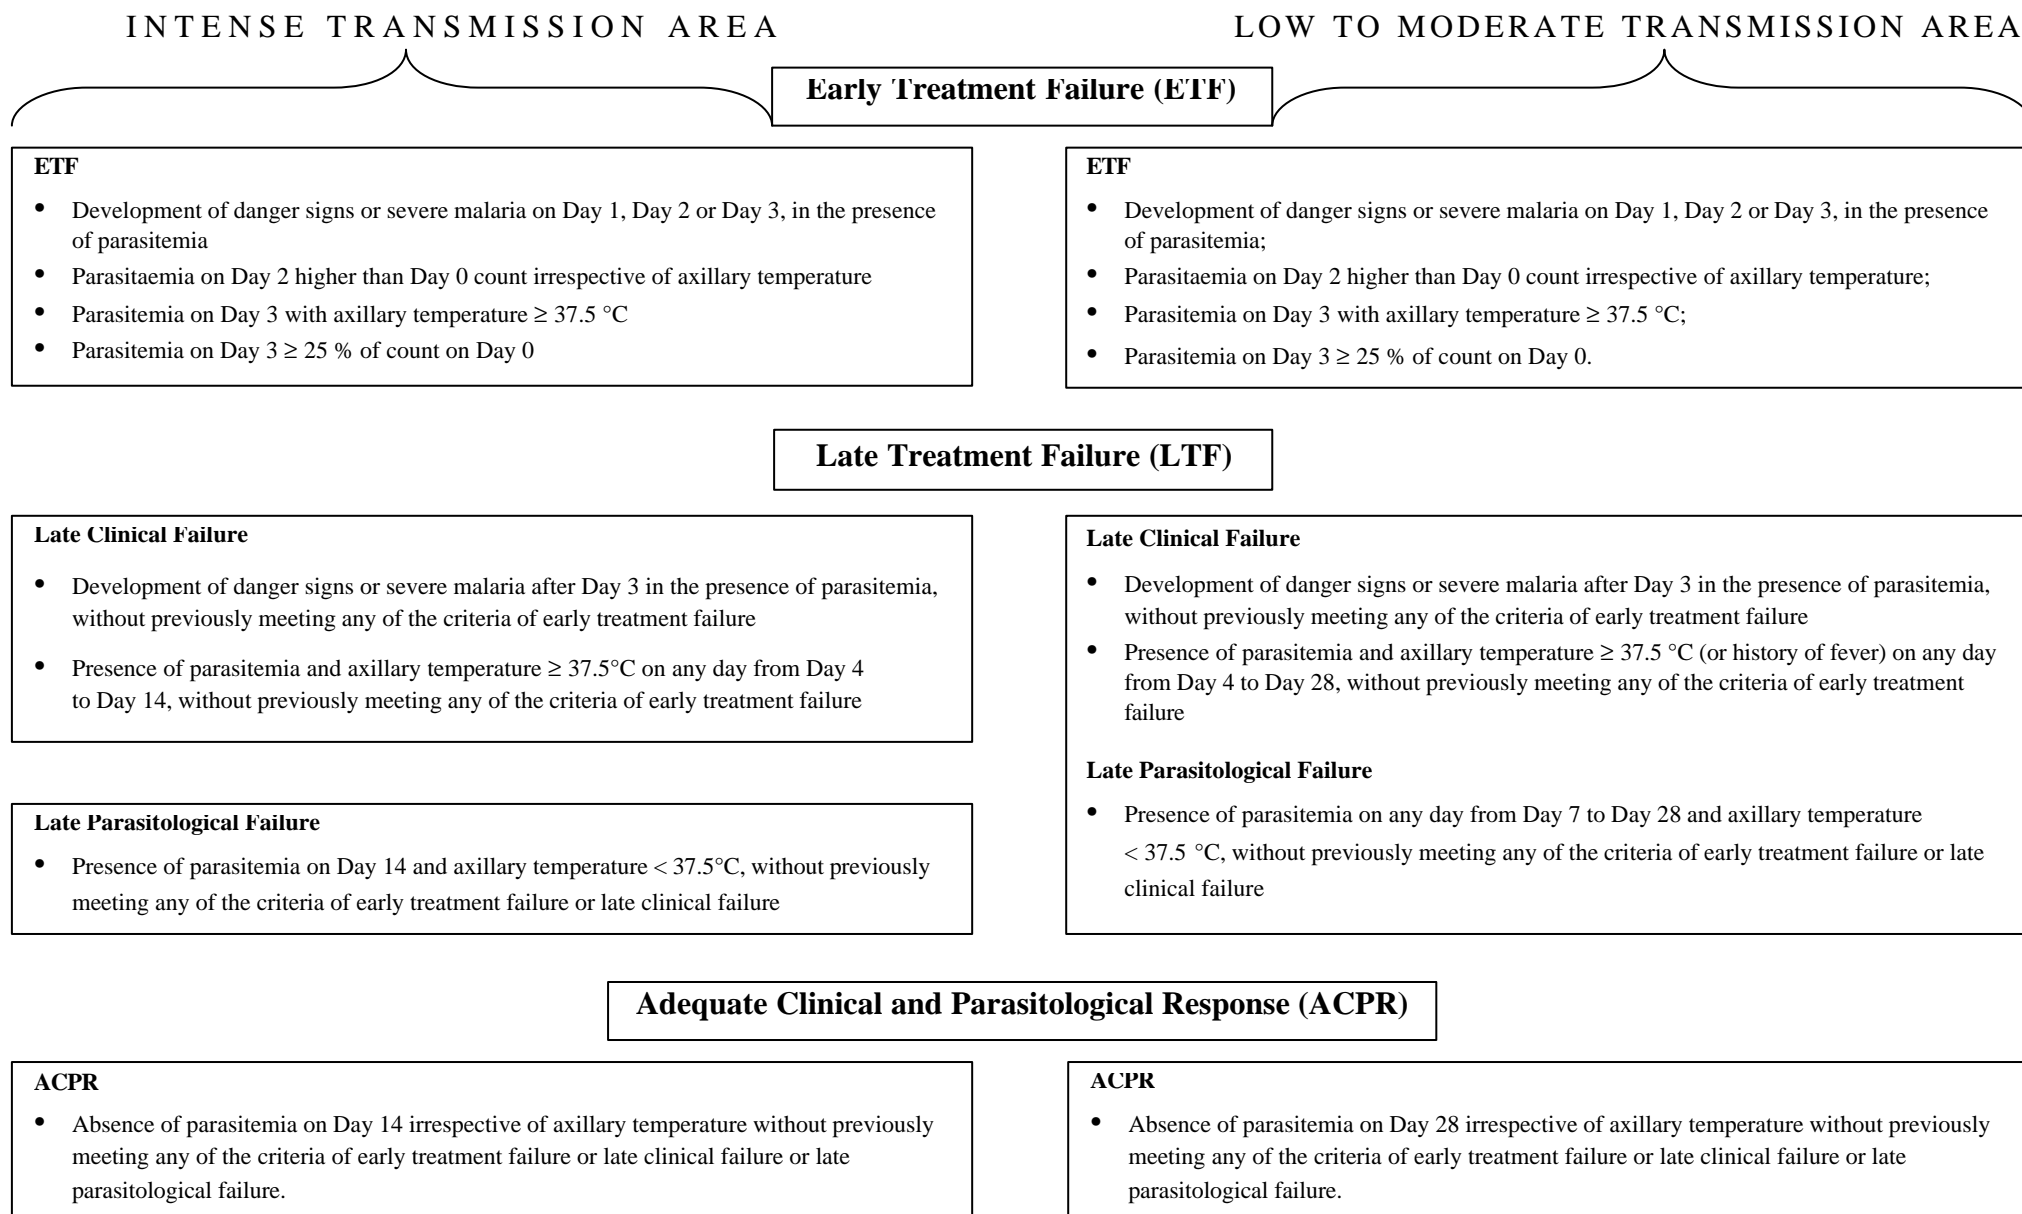 INTENSE TRANSMISSION AREA
LOW TO MODERATE TRANSMISSION AREA
Early Treatment Failure (ETF)
ETF
• Development of danger signs or severe malaria on Day 1, Day 2 or Day 3, in the presence
of parasitemia
• Parasitaemia on Day 2 higher than Day 0 count irrespective of axillary temperature
• Parasitemia on Day 3 with axillary temperature ≥ 37.5 °C
• Parasitemia on Day 3 ≥ 25 % of count on Day 0
ETF
• Development of danger signs or severe malaria on Day 1, Day 2 or Day 3, in the presence
of parasitemia;
• Parasitaemia on Day 2 higher than Day 0 count irrespective of axillary temperature;
• Parasitemia on Day 3 with axillary temperature ≥ 37.5 °C;
• Parasitemia on Day 3 ≥ 25 % of count on Day 0.
Late Treatment Failure (LTF)
Late Clinical Failure
• Development of danger signs or severe malaria after Day 3 in the presence of parasitemia,
without previously meeting any of the criteria of early treatment failure
• Presence of parasitemia and axillary temperature ≥ 37.5°C on any day from Day 4
to Day 14, without previously meeting any of the criteria of early treatment failure
Late Parasitological Failure
• Presence of parasitemia on Day 14 and axillary temperature < 37.5°C, without previously
meeting any of the criteria of early treatment failure or late clinical failure
Late Clinical Failure
• Development of danger signs or severe malaria after Day 3 in the presence of parasitemia,
without previously meeting any of the criteria of early treatment failure
• Presence of parasitemia and axillary temperature ≥ 37.5 °C (or history of fever) on any day
from Day 4 to Day 28, without previously meeting any of the criteria of early treatment
failure
Late Parasitological Failure
• Presence of parasitemia on any day from Day 7 to Day 28 and axillary temperature
< 37.5 °C, without previously meeting any of the criteria of early treatment failure or late
clinical failure
Adequate Clinical and Parasitological Response (ACPR)
ACPR
• Absence of parasitemia on Day 14 irrespective of axillary temperature without previously
meeting any of the criteria of early treatment failure or late clinical failure or late
parasitological failure.
ACPR
• Absence of parasitemia on Day 28 irrespective of axillary temperature without previously
meeting any of the criteria of early treatment failure or late clinical failure or late
parasitological failure.